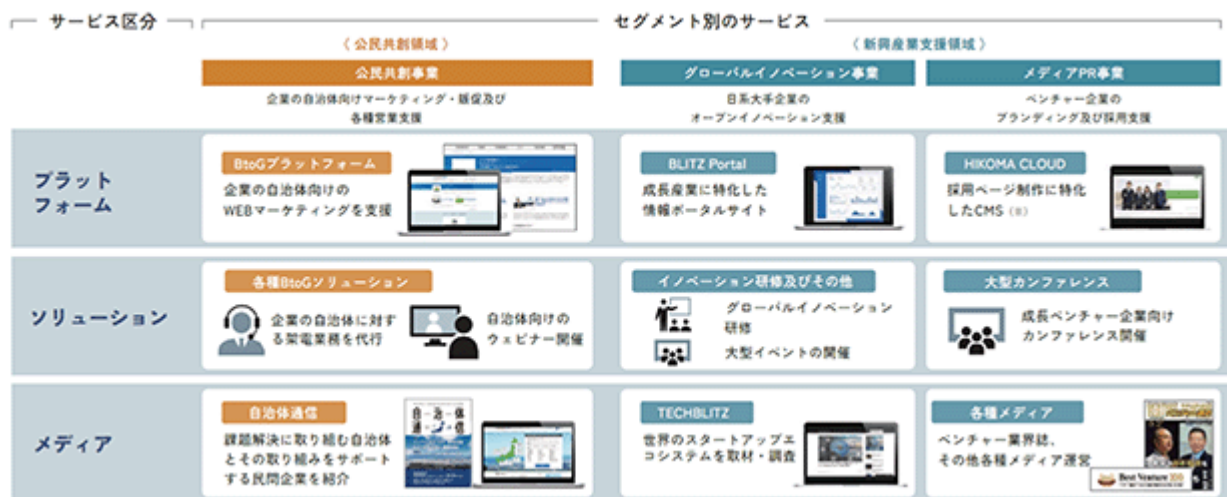 サービス区分
セグメント別のサービス
〈 公民共創領域 〉
〈 新興産業支援領域 〉
公民共創事業
グローバルイノベーション事業
メディアPR事業
企業の自治体向けマーケティング・販促及び
各種営業支援
日系大手企業の
オープンイノベーション支援
ベンチャー企業の
ブランディング及び採用支援
プラット
フォーム
BtoGプラットフォーム
企業の自治体向けの
WEBマーケティングを支援
BLITZ Portal
成長産業に特化した
情報ポータルサイト
HIKOMA CLOUD
採用ページ制作に特化
したCMS
ソリューション
各種BtoGソリューション
企業の自治体に対す
る架電業務を代行
自治体向けの
ウェビナー開催
イノベーション研修及びその他
グローバルイノベーション
研修
大型イベントの開催
大型カンファレンス
成長ベンチャー企業向け
カンファレンス開催
メディア
自治体通信
課題解決に取り組む自治体
とその取り組みをサポート
する民間企業を紹介
自治体
通信
TECHBLITZ
世界のスタートアップエ
コシステムを取材・調査
各種メディア
ベンチャー業界誌、
その他各種メディア運営
Best Venture 100